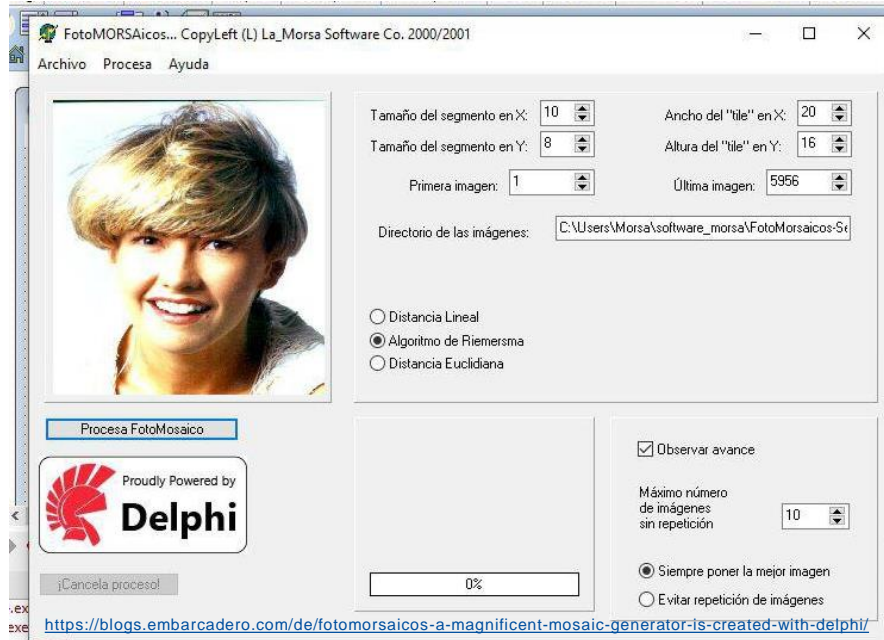 FotoMORSAicos... CopyLeft (L) La_Morsa Software Co. 2000/2001
Archivo Procesa Ayuda
Tamaño del segmento en X: 10
Ancho del "tile" en X: 20
Tamaño del segmento en Y: 8
Altura del "tile" en Y: 16
Primera imagen: 1
Última imagen: 5956
Directorio de las imágenes: C:\Users\Morsa\software_morsa\FotoMorsaicos-Se
Distancia Lineal
Algoritmo de Riemersma
Distancia Euclidiana
Procesa FotoMosaico
Proudly Powered by
Delphi
¡Cancela proceso!
0%
Observar avance
Máximo número
de imágenes
sin repetición
10
Siempre poner la mejor imagen
Evitar repetición de imágenes
.ex
exe
https://blogs.embarcadero.com/de/fotomorsaicos-a-magnificent-mosaic-generator-is-created-with-delphi/